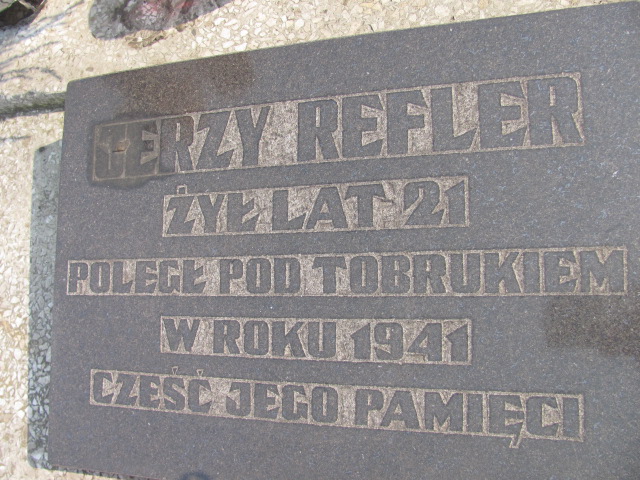 JERZY REFLER
ŻYŁ LAT 21
POLEGŁ POD TOBRUKIEM
W ROKU 1941
CZEŚĆ JEGO PAMIĘCI